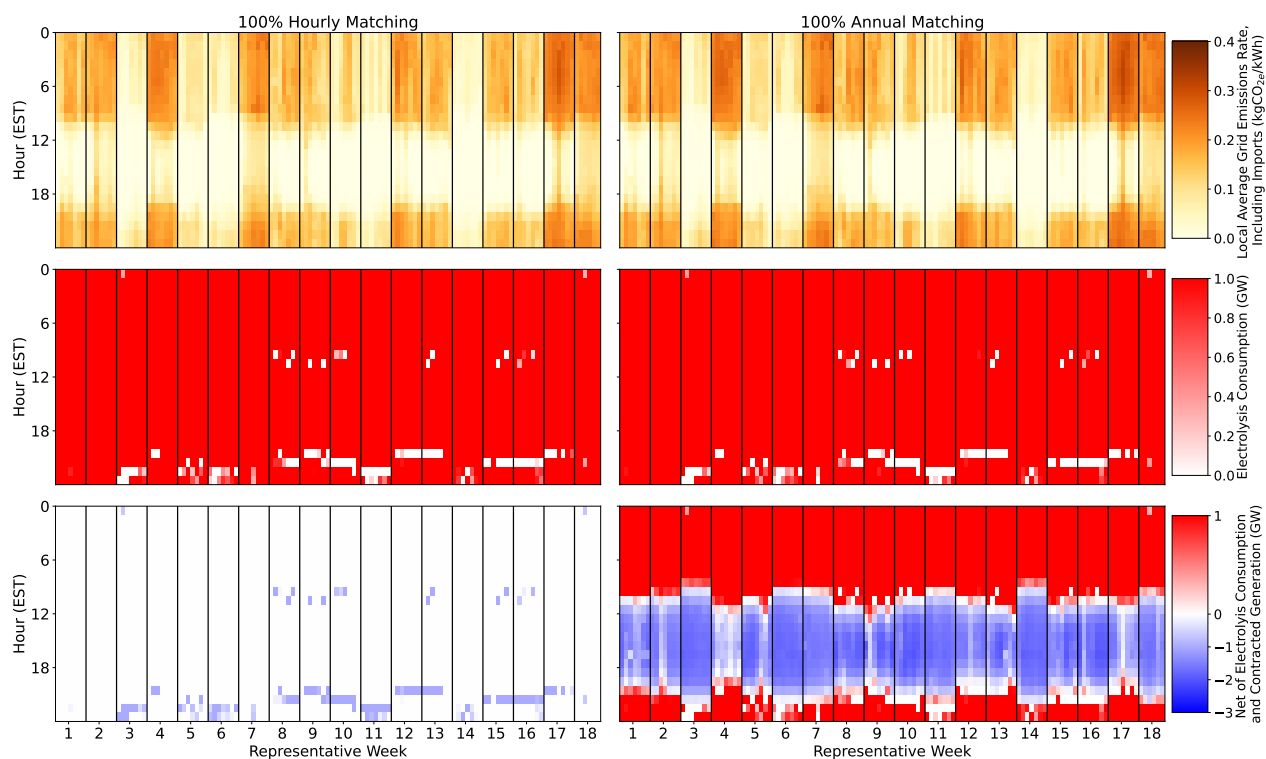 100% Hourly Matching
100% Annual Matching
0
6
12
18
Hour (EST)
0.4
0.3
0.2
0.1
0.0
Local Average Grid Emissions Rate,
Including Imports (kgCO2e/kWh)
0
6
12
18
Hour (EST)
1.0
0.8
0.6
0.4
0.2
0.0
Electrolysis Consumption (GW)
0
6
12
18
Hour (EST)
1
0
−1
−2
−3
Net of Electrolysis Consumption
and Contracted Generation (GW)
1 2 3 4 5 6 7 8 9 10 11 12 13 14 15 16 17 18
Representative Week
1 2 3 4 5 6 7 8 9 10 11 12 13 14 15 16 17 18
Representative Week